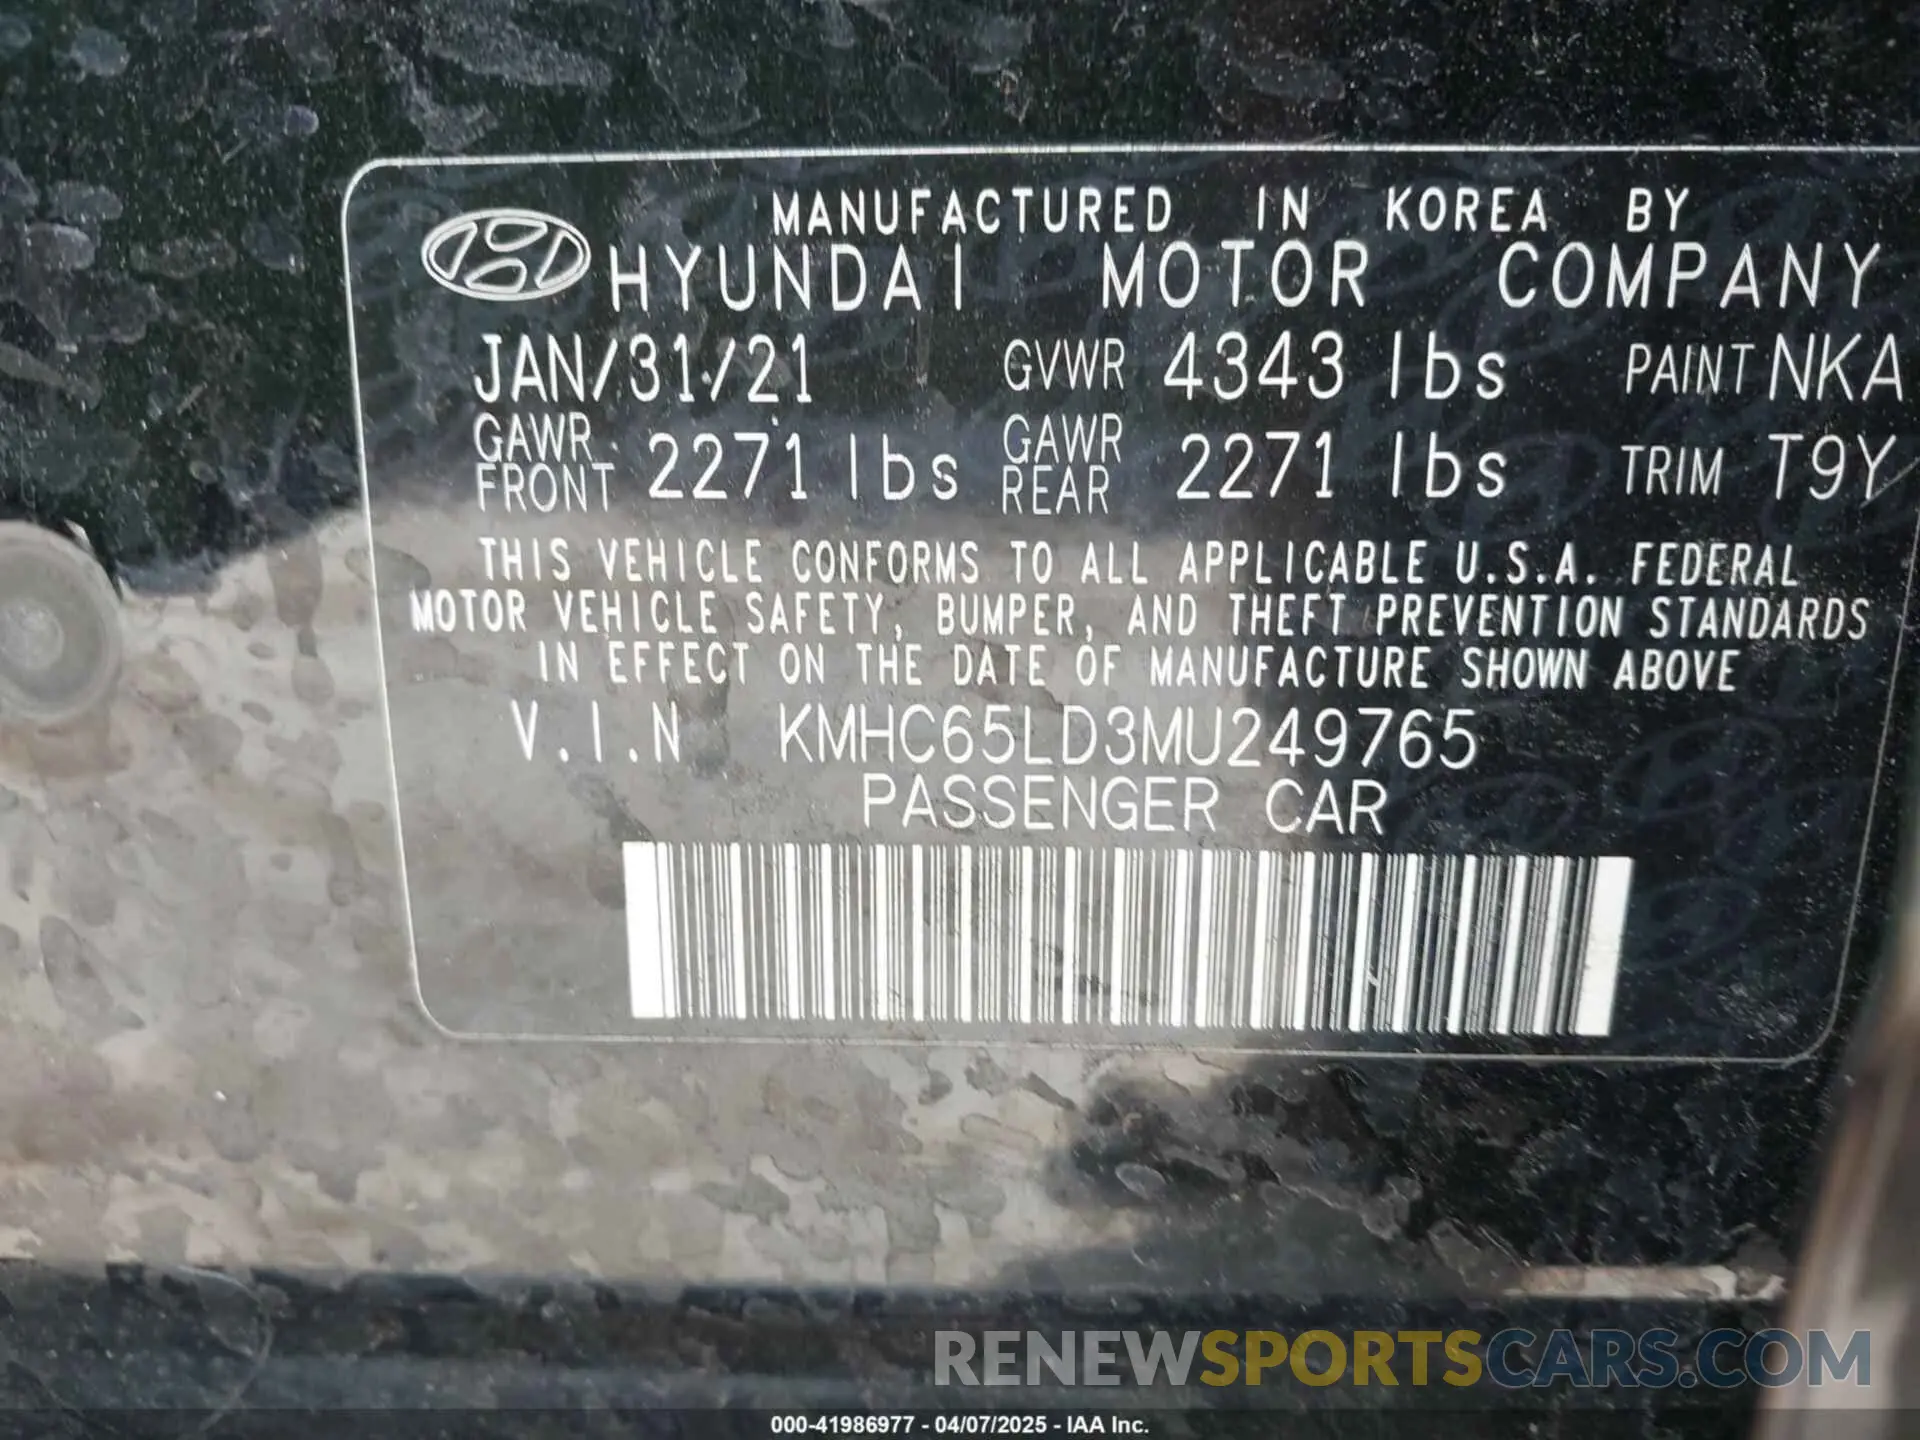 MANUFACTURED IN KOREA BY
HYUNDAI MOTOR COMPANY
JAN/31/21 GVWR 4343 lbs PAINT NKA
GAWR FRONT 2271 lbs GAWR REAR 2271 lbs TRIM T9Y
THIS VEHICLE CONFORMS TO ALL APPLICABLE U.S.A. FEDERAL
MOTOR VEHICLE SAFETY, BUMPER, AND THEFT PREVENTION STANDARDS
IN EFFECT ON THE DATE OF MANUFACTURE SHOWN ABOVE
V.I.N KMHC65LD3MU249765
PASSENGER CAR
RENEWSPORTSCARS.COM
000-41986977 - 04/07/2025 - IAA Inc.